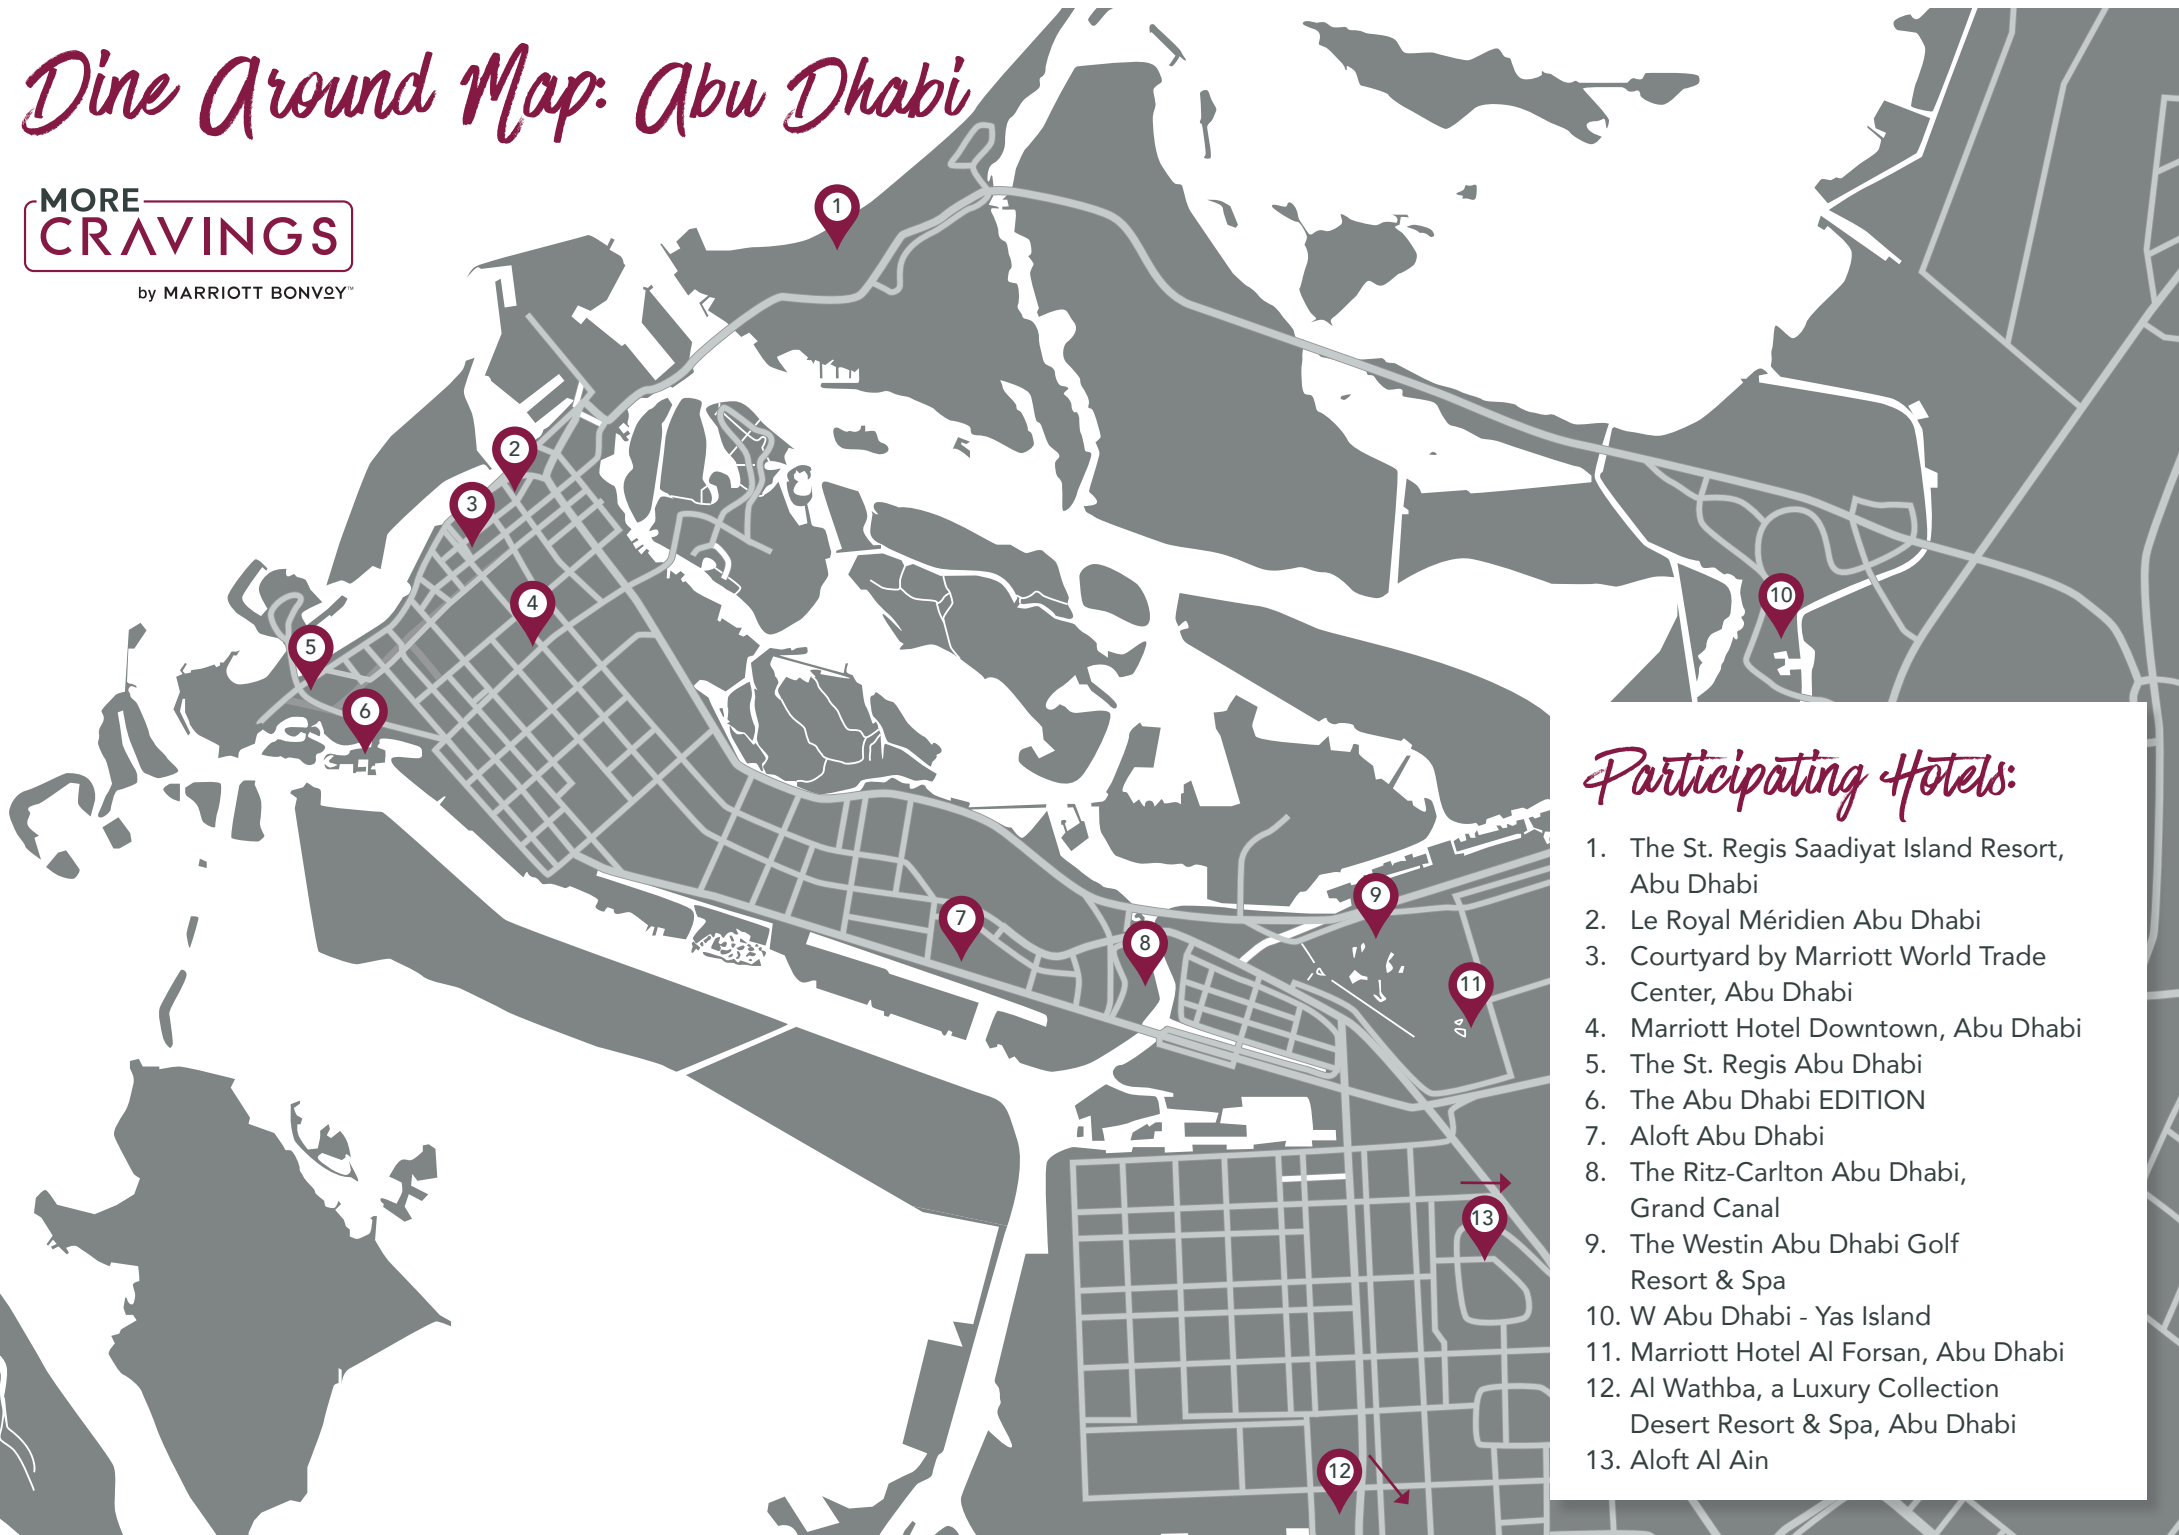 Dine Around Map: Abu Dhabi
MORE
CRAVINGS
by MARRIOTT BONVOY™
1
2
3
4
5
6
7
8
9
10
11
12
13
Participating Hotels:
1. The St. Regis Saadiyat Island Resort,
Abu Dhabi
2. Le Royal Méridien Abu Dhabi
3. Courtyard by Marriott World Trade
Center, Abu Dhabi
4. Marriott Hotel Downtown, Abu Dhabi
5. The St. Regis Abu Dhabi
6. The Abu Dhabi EDITION
7. Aloft Abu Dhabi
8. The Ritz-Carlton Abu Dhabi,
Grand Canal
9. The Westin Abu Dhabi Golf
Resort & Spa
10. W Abu Dhabi - Yas Island
11. Marriott Hotel Al Forsan, Abu Dhabi
12. Al Wathba, a Luxury Collection
Desert Resort & Spa, Abu Dhabi
13. Aloft Al Ain